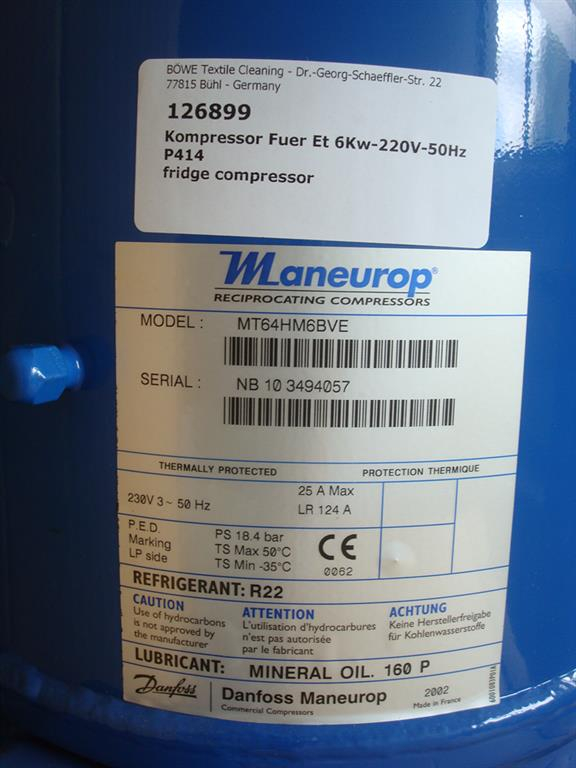 BÖWE Textile Cleaning - Dr.-Georg-Schaeffler-Str. 22
77815 Bühl - Germany
126899
Kompressor Fuer Et 6Kw-220V-50Hz
P414
fridge compressor
Maneurop®
RECIPROCATING COMPRESSORS
MODEL : MT64HM6BVE
SERIAL : NB 10 3494057
THERMALLY PROTECTED PROTECTION THERMIQUE
230V 3~ 50 Hz
25 A Max
LR 124 A
P.E.D.
Marking
LP side
PS 18.4 bar
TS Max 50°C
TS Min -35°C
CE
0062
REFRIGERANT: R22
CAUTION
Use of hydrocarbons
is not approved by
the manufacturer
ATTENTION
L'utilisation d'hydrocarbures
n'est pas autorisée
par le fabricant
ACHTUNG
Keine Herstellerfreigabe
für Kohlenwasserstoffe
LUBRICANT: MINERAL OIL. 160 P
Danfoss
Danfoss Maneurop
Commercial Compressors
2002
Made in France